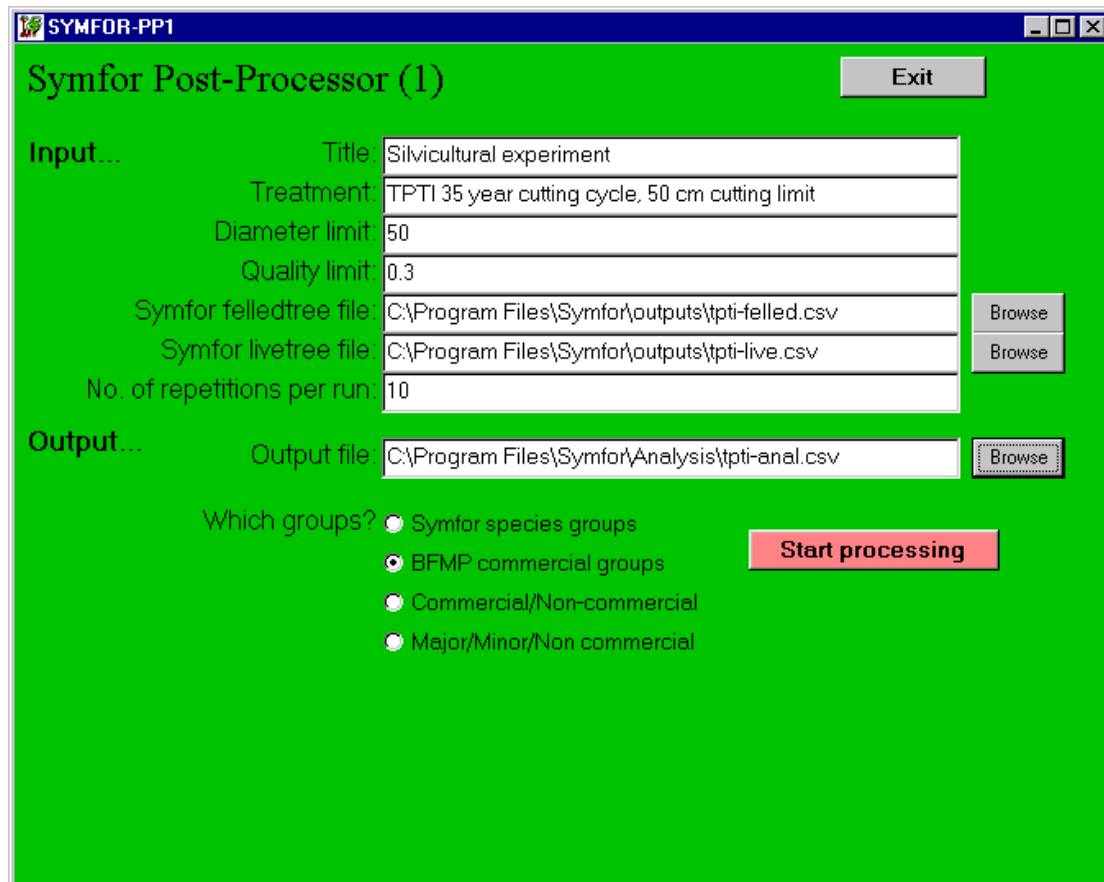 SYMFOR-PP1
Symfor Post-Processor (1)
Exit
Input...
Title: Silvicultural experiment
Treatment: TPTI 35 year cutting cycle, 50 cm cutting limit
Diameter limit: 50
Quality limit: 0.3
Symfor felledtree file: C:\Program Files\Symfor\outputs\tpti-felled.csv Browse
Symfor livetree file: C:\Program Files\Symfor\outputs\tpti-live.csv Browse
No. of repetitions per run: 10
Output...
Output file: C:\Program Files\Symfor\Analysis\tpti-anal.csv Browse
Which groups? Symfor species groups
BFMP commercial groups
Start processing
Commercial/Non-commercial
Major/Minor/Non commercial